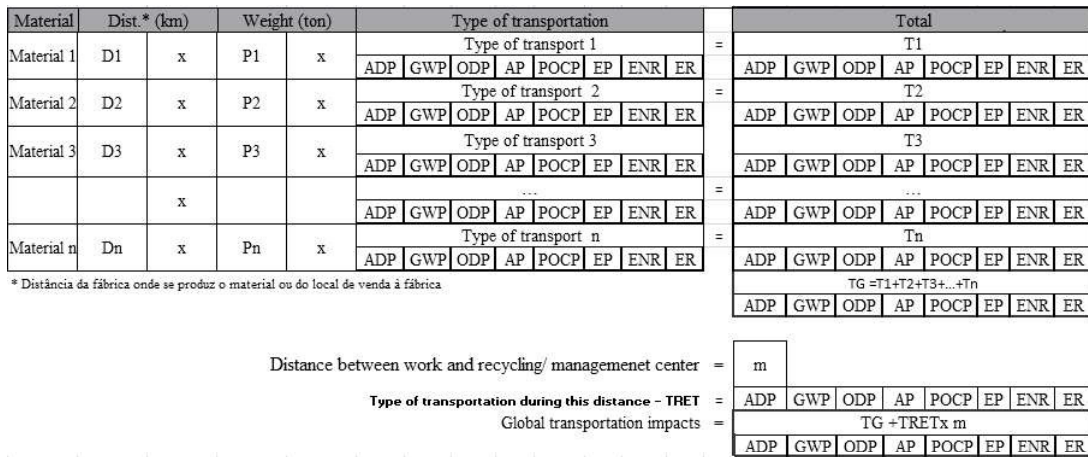 Material Dist.* (km) Weight (ton) Type of transportation Total
Material 1 D1 x P1 x Type of transport 1 = T1
ADP GWP ODP AP POCP EP ENR ER ADP GWP ODP AP POCP EP ENR ER
Material 2 D2 x P2 x Type of transport 2 = T2
ADP GWP ODP AP POCP EP ENR ER ADP GWP ODP AP POCP EP ENR ER
Material 3 D3 x P3 x Type of transport 3 T3
ADP GWP ODP AP POCP EP ENR ER ADP GWP ODP AP POCP EP ENR ER
x ... = ...
ADP GWP ODP AP POCP EP ENR ER ADP GWP ODP AP POCP EP ENR ER
Material n Dn x Pn x Type of transport n = Tn
ADP GWP ODP AP POCP EP ENR ER ADP GWP ODP AP POCP EP ENR ER
* Distância da fábrica onde se produz o material ou do local de venda à fábrica TG =T1+T2+T3+...+Tn
ADP GWP ODP AP POCP EP ENR ER
Distance between work and recycling/ managemenet center = m
Type of transportation during this distance – TRET = ADP GWP ODP AP POCP EP ENR ER
Global transportation impacts = TG +TRETx m
ADP GWP ODP AP POCP EP ENR ER